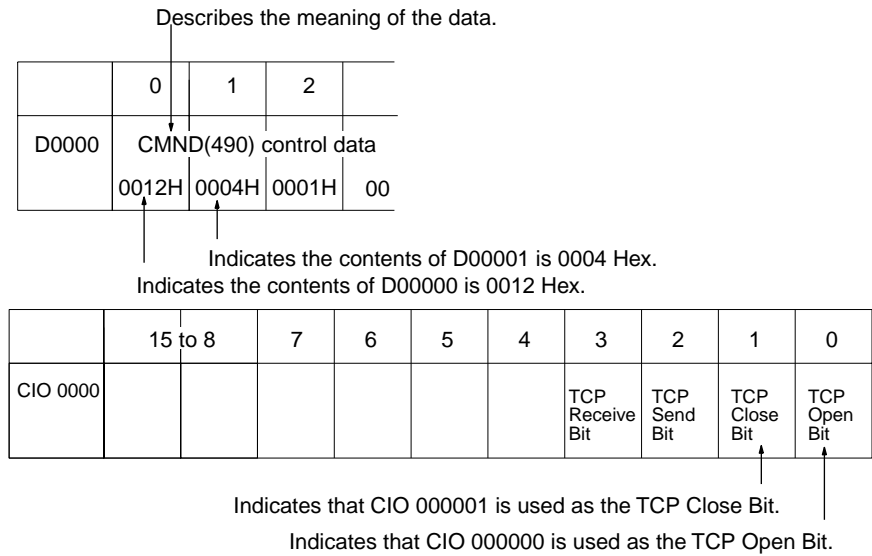 Describes the meaning of the data.
0 1 2
D0000 CMND(490) control data
0012H 0004H 0001H 00
Indicates the contents of D00001 is 0004 Hex.
Indicates the contents of D00000 is 0012 Hex.
15 to 8 7 6 5 4 3 2 1 0
CIO 0000 TCP Receive Bit TCP Send Bit TCP Close Bit TCP Open Bit
Indicates that CIO 000001 is used as the TCP Close Bit.
Indicates that CIO 000000 is used as the TCP Open Bit.